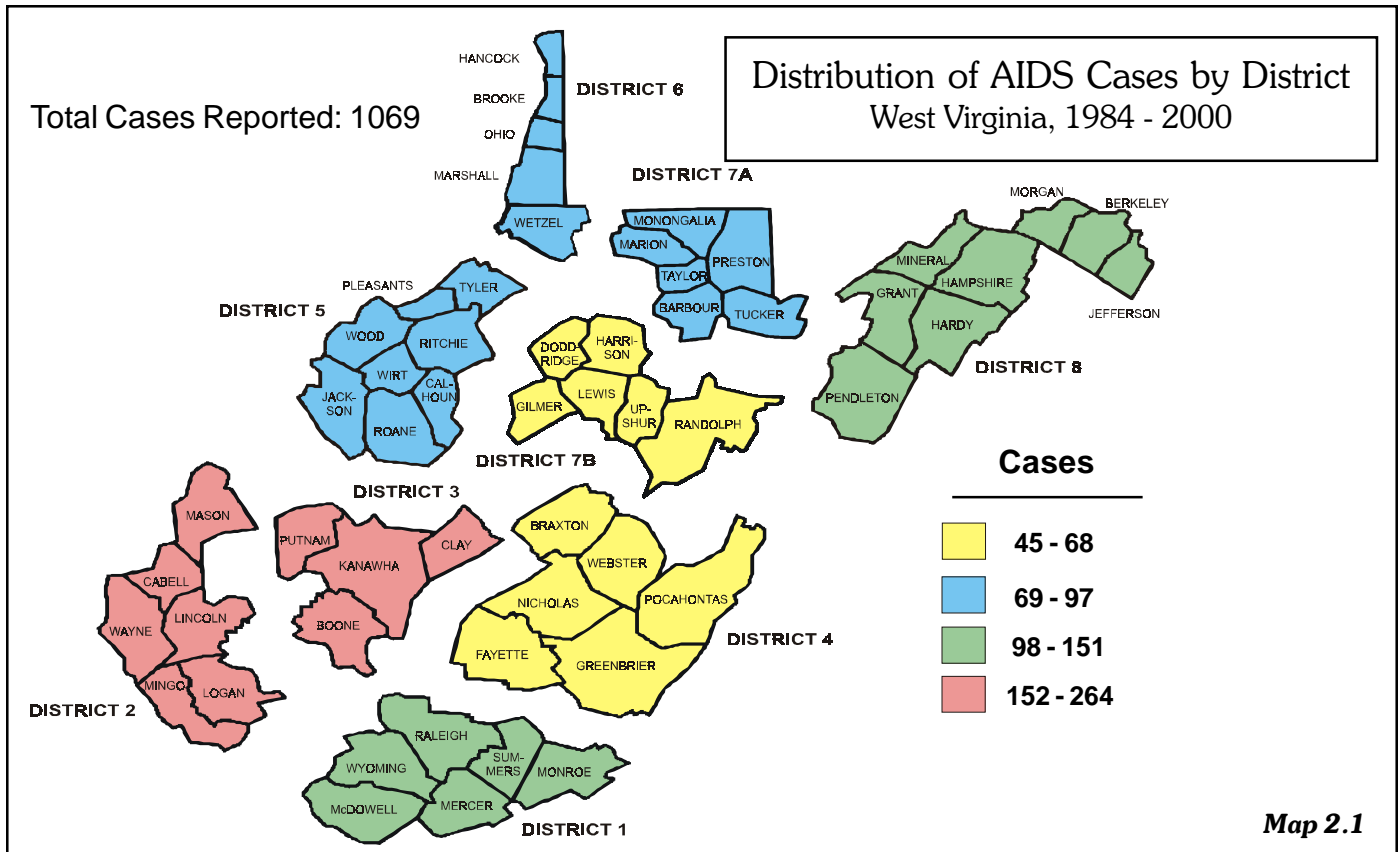 Distribution of AIDS Cases by District
West Virginia, 1984 - 2000
Total Cases Reported: 1069
HANCOCK
DISTRICT 6
BROOKE
OHIO
MARSHALL
WETZEL
DISTRICT 7A
MONONGALIA
MARION
PRESTON
TAYLOR
BARBOUR
TUCKER
MORGAN
BERKELEY
MINERAL
HAMPSHIRE
GRANT
JEFFERSON
HARDY
DISTRICT 8
PENDLETON
PLEASANTS
TYLER
DISTRICT 5
WOOD
RITCHIE
WIRT
CAL-
HOUN
JACK-
SON
ROANE
DODD-
RIDGE
HARRI-
SON
GILMER
LEWIS
UP-
SHUR
RANDOLPH
DISTRICT 7B
DISTRICT 3
MASON
PUTNAM
KANAWHA
CLAY
CABELL
LINCOLN
WAYNE
BOONE
MINGO
LOGAN
DISTRICT 2
BRAXTON
WEBSTER
NICHOLAS
POCAHONTAS
FAYETTE
GREENBRIER
DISTRICT 4
RALEIGH
WYOMING
SUM-
MERS
MONROE
McDOWELL
MERCER
DISTRICT 1
Cases
45 - 68
69 - 97
98 - 151
152 - 264
Map 2.1